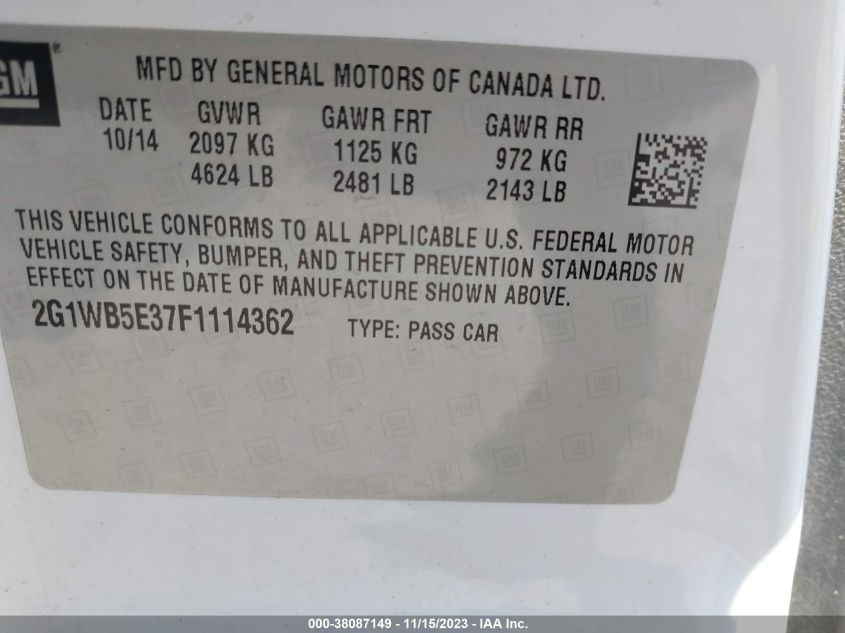 GM
MFD BY GENERAL MOTORS OF CANADA LTD.
DATE GVWR GAWR FRT GAWR RR
10/14 2097 KG 1125 KG 972 KG
4624 LB 2481 LB 2143 LB
THIS VEHICLE CONFORMS TO ALL APPLICABLE U.S. FEDERAL MOTOR
VEHICLE SAFETY, BUMPER, AND THEFT PREVENTION STANDARDS IN
EFFECT ON THE DATE OF MANUFACTURE SHOWN ABOVE.
2G1WB5E37F1114362 TYPE: PASS CAR
000-38087149 - 11/15/2023 - IAA Inc.